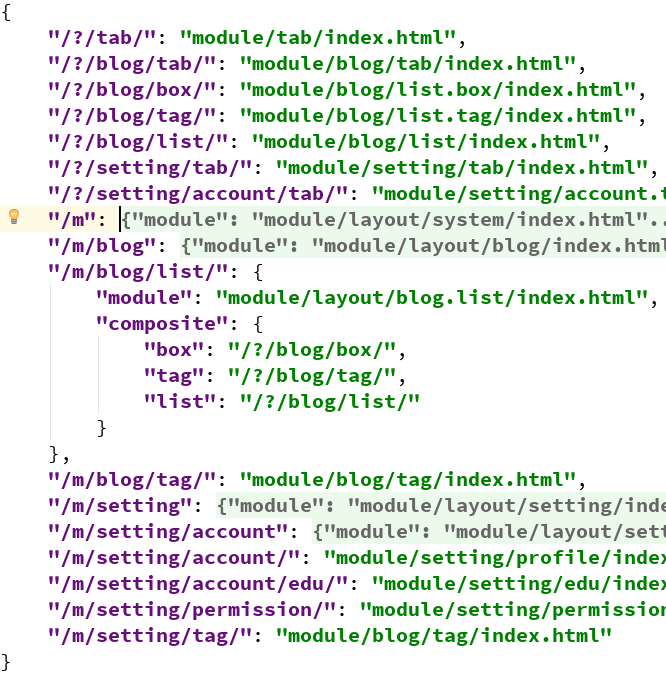 {
"/?/tab/": "module/tab/index.html",
"/?/blog/tab/": "module/blog/tab/index.html",
"/?/blog/box/": "module/blog/list.box/index.html",
"/?/blog/tag/": "module/blog/list.tag/index.html",
"/?/blog/list/": "module/blog/list/index.html",
"/?/setting/tab/": "module/setting/tab/index.html",
"/?/setting/account/tab/": "module/setting/account.t
"/m": {"module": "module/layout/system/index.html"..
"/m/blog": {"module": "module/layout/blog/index.html
"/m/blog/list/": {
"module": "module/layout/blog.list/index.html",
"composite": {
"box": "/?/blog/box/",
"tag": "/?/blog/tag/",
"list": "/?/blog/list/"
}
},
"/m/blog/tag/": "module/blog/tag/index.html",
"/m/setting": {"module": "module/layout/setting/inde
"/m/setting/account": {"module": "module/layout/sett
"/m/setting/account/": "module/setting/profile/index
"/m/setting/account/edu/": "module/setting/edu/index
"/m/setting/permission/": "module/setting/permission
"/m/setting/tag/": "module/blog/tag/index.html"
}